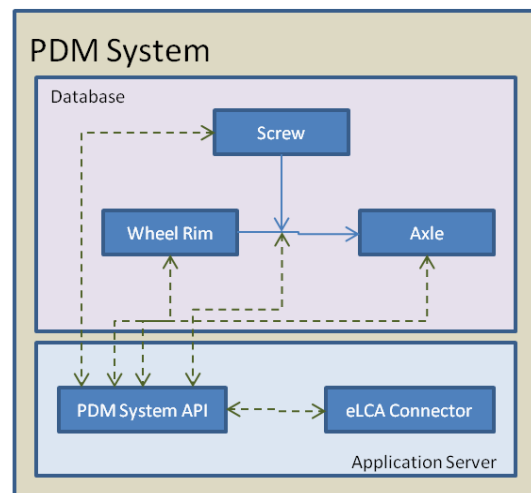 PDM System
Database
Screw
Wheel Rim
Axle
PDM System API
eLCA Connector
Application Server